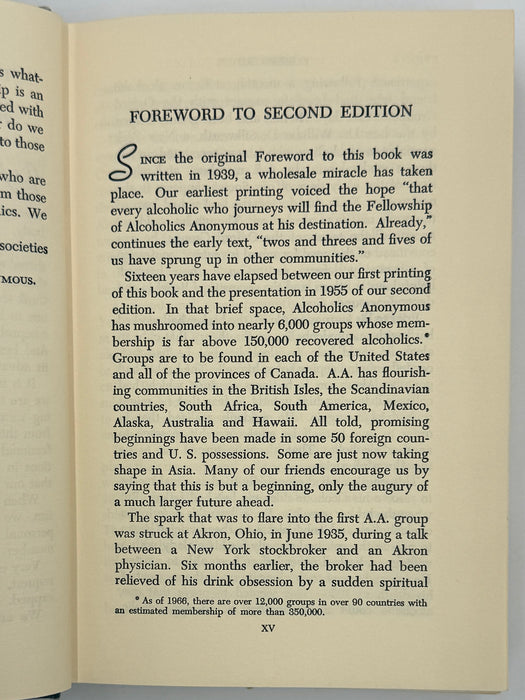 s what-
p is an
ed with
do we
to those
who are
m those
ics. We
societies
MOUS.
FOREWORD TO SECOND EDITION
SINCE the original Foreword to this book was
written in 1939, a wholesale miracle has taken
place. Our earliest printing voiced the hope “that
every alcoholic who journeys will find the Fellowship
of Alcoholics Anonymous at his destination. Already,”
continues the early text, “twos and threes and fives of
us have sprung up in other communities.”
Sixteen years have elapsed between our first printing
of this book and the presentation in 1955 of our second
edition. In that brief space, Alcoholics Anonymous
has mushroomed into nearly 6,000 groups whose mem-
bership is far above 150,000 recovered alcoholics.*
Groups are to be found in each of the United States
and all of the provinces of Canada. A.A. has flourish-
ing communities in the British Isles, the Scandinavian
countries, South Africa, South America, Mexico,
Alaska, Australia and Hawaii. All told, promising
beginnings have been made in some 50 foreign coun-
tries and U. S. possessions. Some are just now taking
shape in Asia. Many of our friends encourage us by
saying that this is but a beginning, only the augury of
a much larger future ahead.
The spark that was to flare into the first A.A. group
was struck at Akron, Ohio, in June 1935, during a talk
between a New York stockbroker and an Akron
physician. Six months earlier, the broker had been
relieved of his drink obsession by a sudden spiritual
* As of 1966, there are over 12,000 groups in over 90 countries with
an estimated membership of more than 350,000.
XV